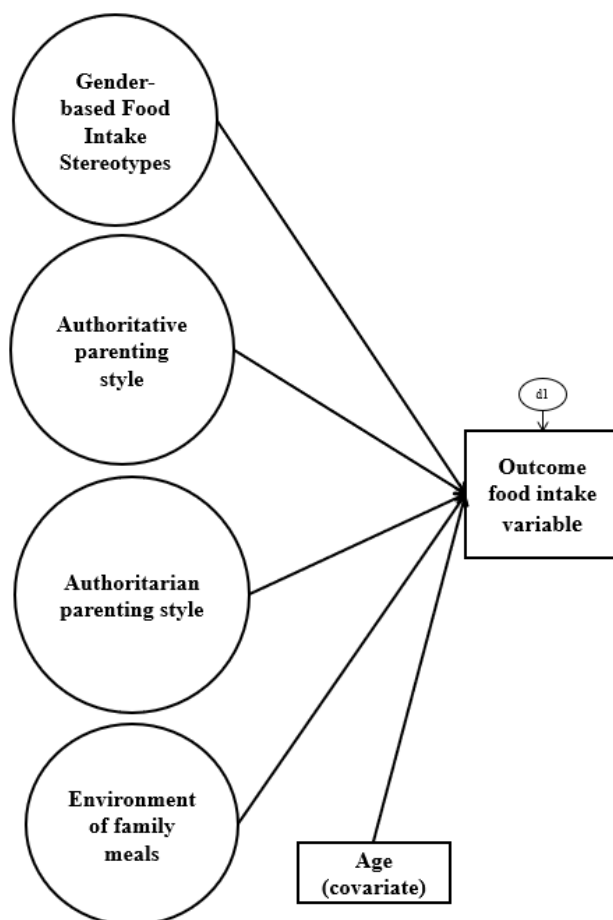 Gender-
based Food
Intake
Stereotypes
Authoritative
parenting
style
d1
Outcome
food intake
variable
Authoritarian
parenting style
Environment
of family
meals
Age
(covariate)